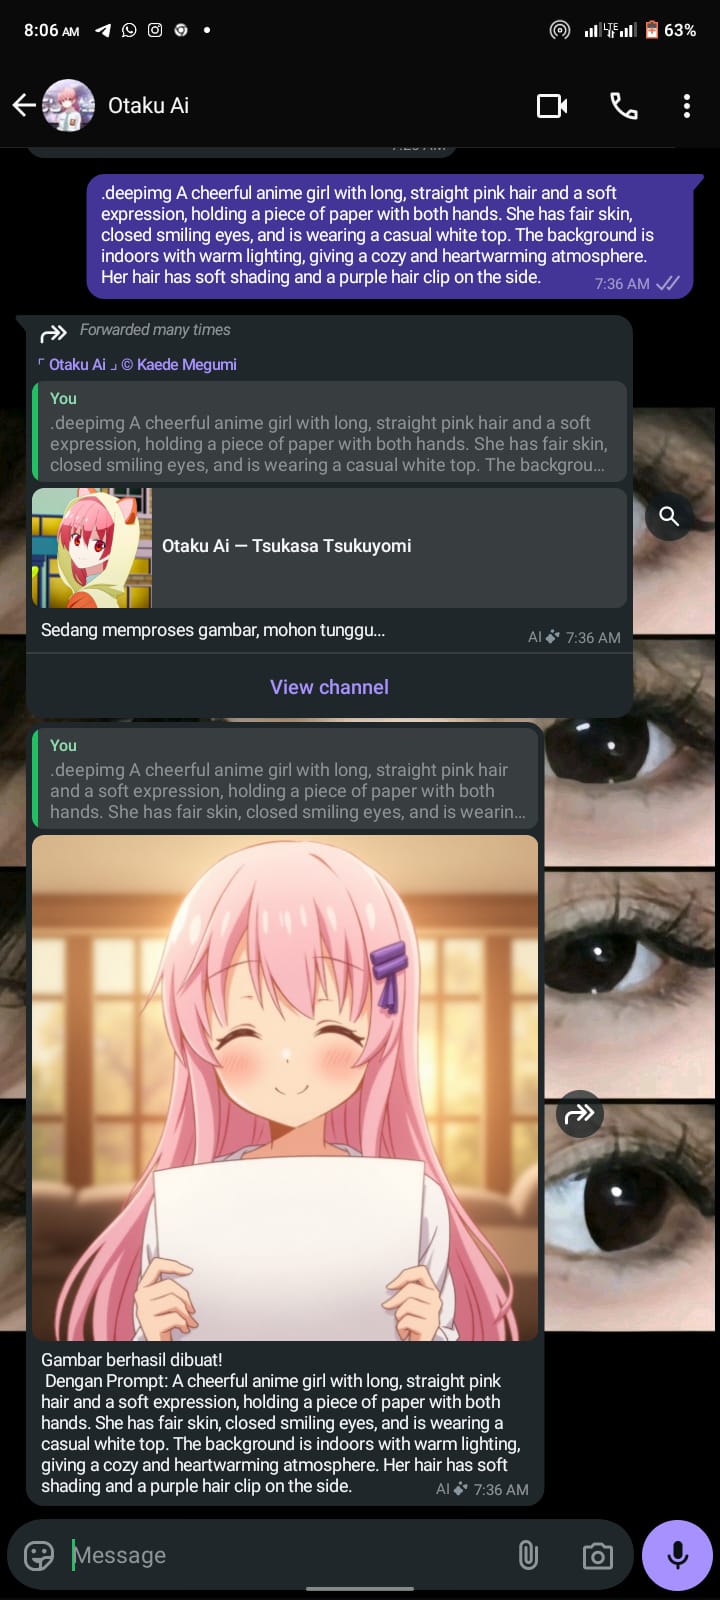 8:06 AM
LTE
63%
Otaku Ai
.deepimg A cheerful anime girl with long, straight pink hair and a soft
expression, holding a piece of paper with both hands. She has fair skin,
closed smiling eyes, and is wearing a casual white top. The background is
indoors with warm lighting, giving a cozy and heartwarming atmosphere.
Her hair has soft shading and a purple hair clip on the side.
7:36 AM
Forwarded many times
「 Otaku Ai 」 © Kaede Megumi
You
.deepimg A cheerful anime girl with long, straight pink hair and a soft
expression, holding a piece of paper with both hands. She has fair skin,
closed smiling eyes, and is wearing a casual white top. The backgrou...
Otaku Ai — Tsukasa Tsukuyomi
Sedang memproses gambar, mohon tunggu...
AI 7:36 AM
View channel
You
.deepimg A cheerful anime girl with long, straight pink hair
and a soft expression, holding a piece of paper with both
hands. She has fair skin, closed smiling eyes, and is wearin...
Gambar berhasil dibuat!
Dengan Prompt: A cheerful anime girl with long, straight pink
hair and a soft expression, holding a piece of paper with both
hands. She has fair skin, closed smiling eyes, and is wearing a
casual white top. The background is indoors with warm lighting,
giving a cozy and heartwarming atmosphere. Her hair has soft
shading and a purple hair clip on the side.
AI 7:36 AM
Message